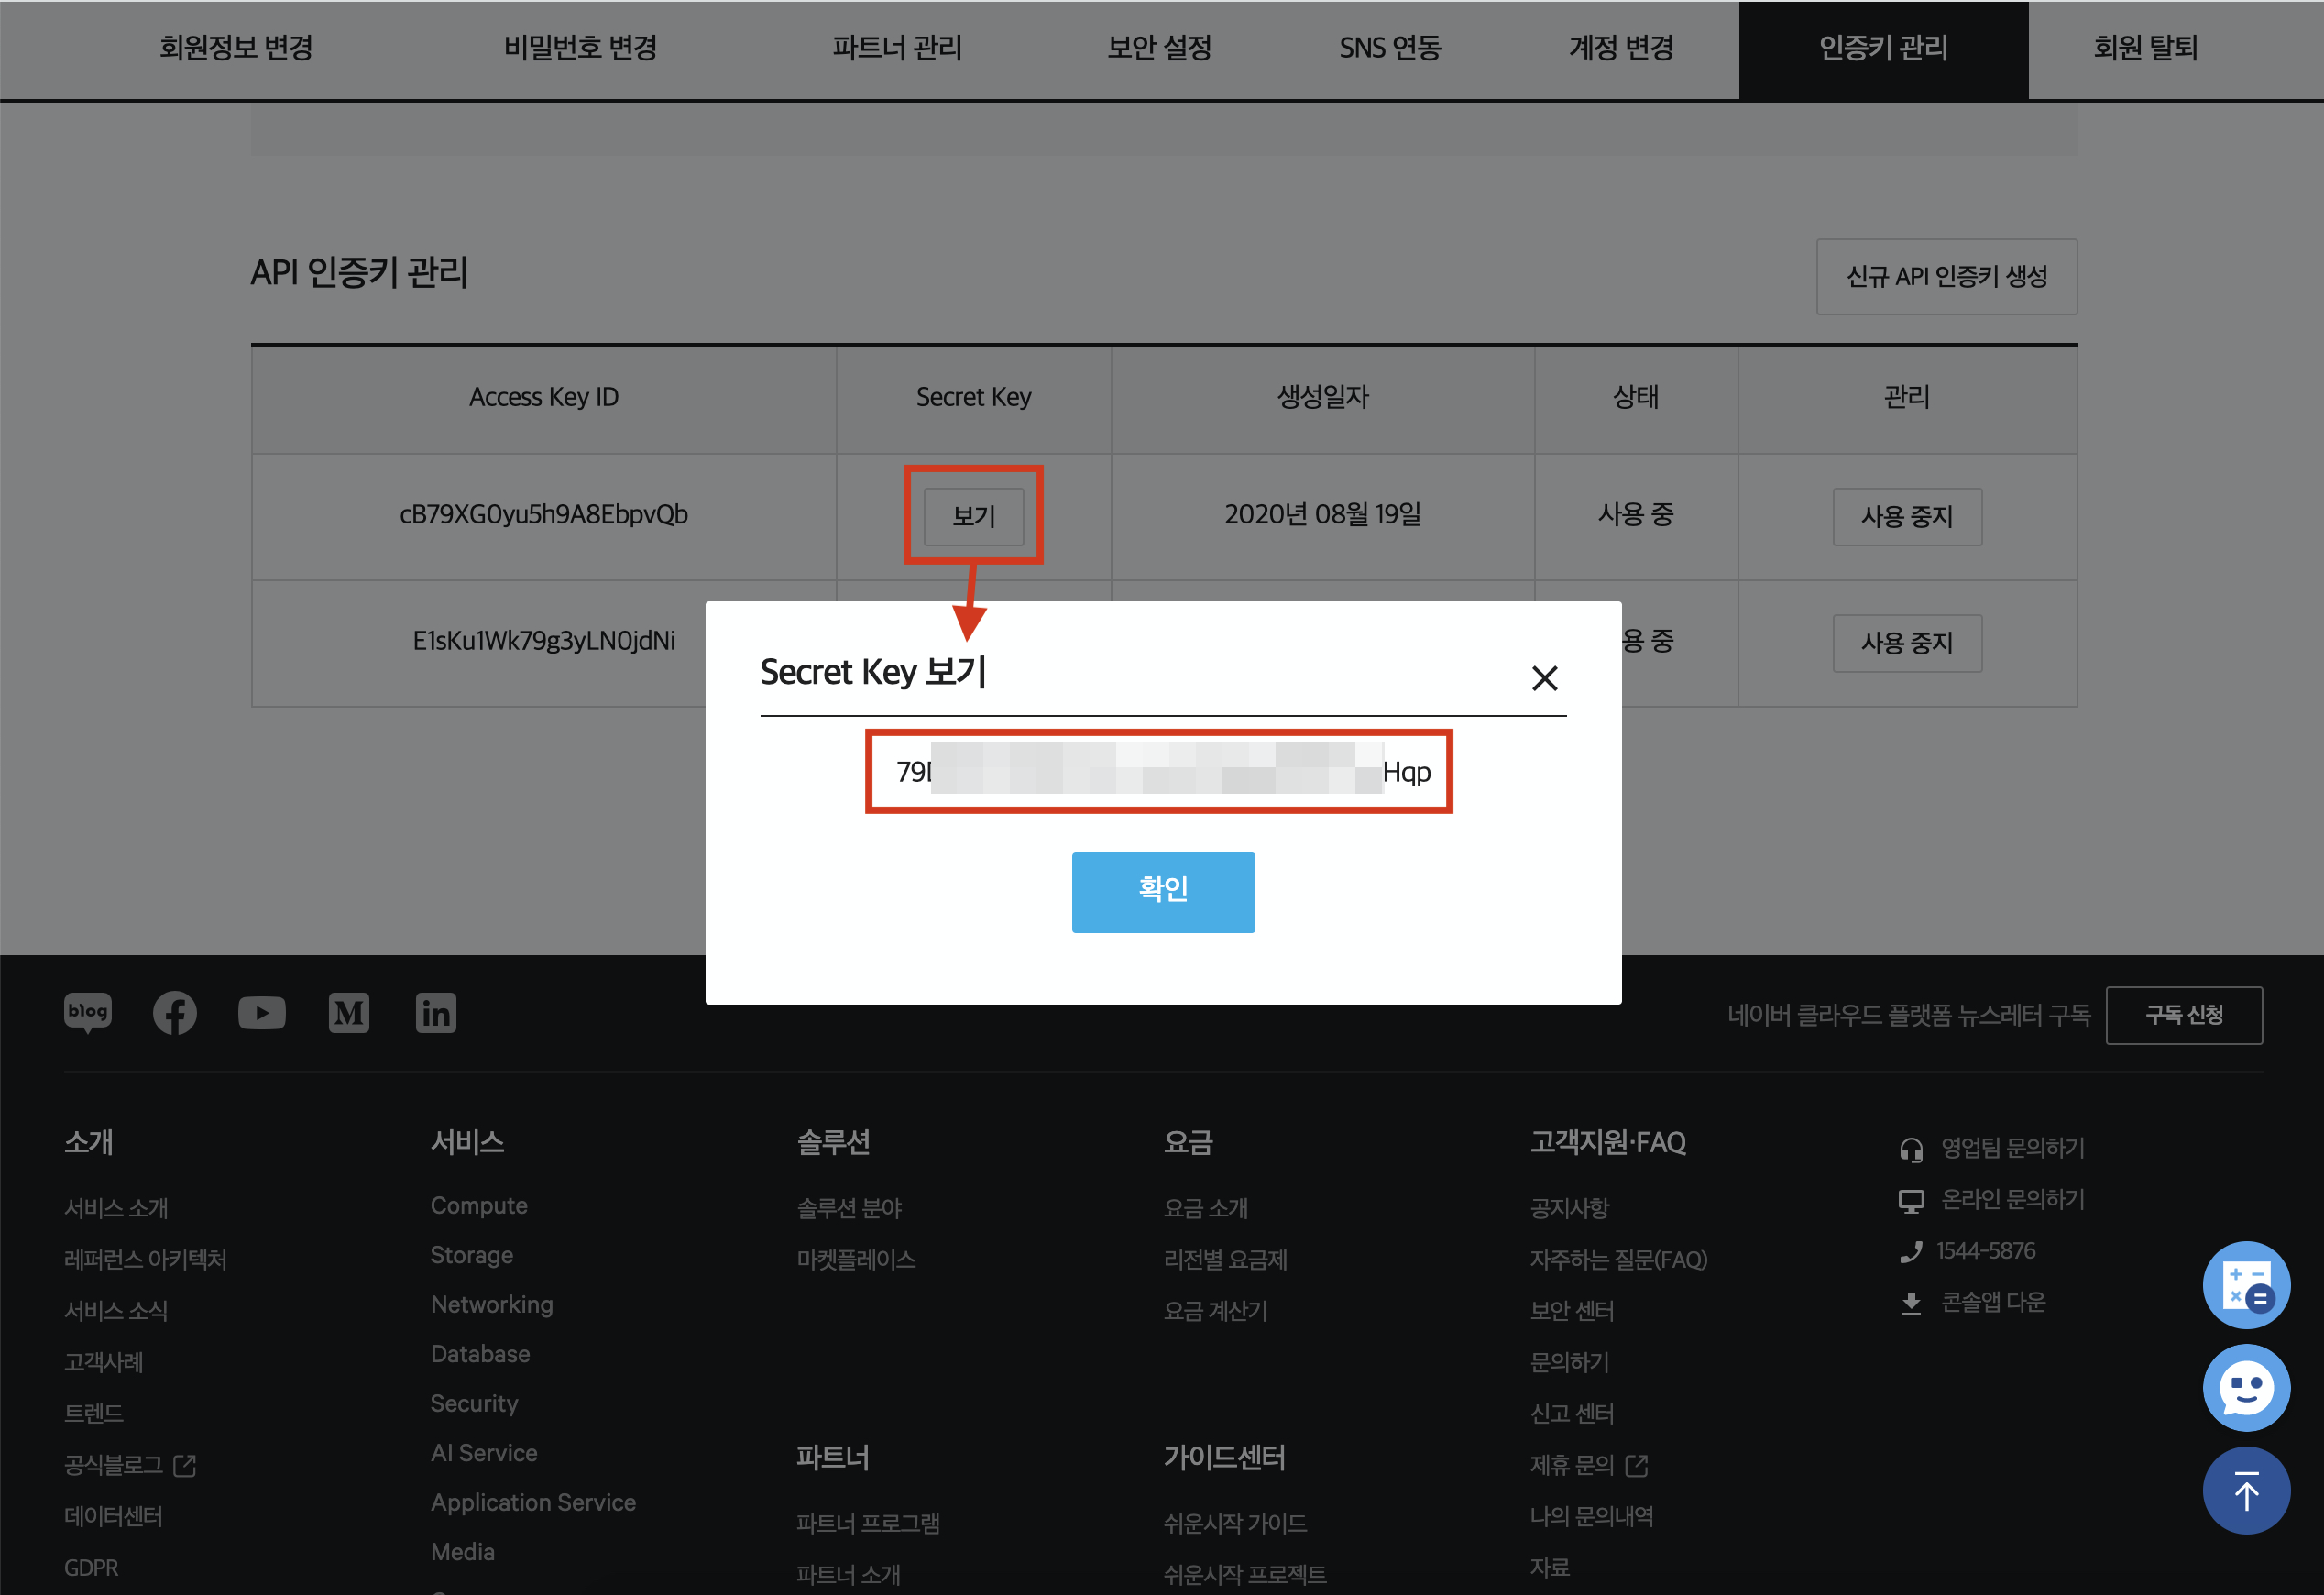 회원정보 변경 비밀번호 변경 파트너 관리 보안 설정 SNS 연동 계정 변경 인증키 관리 회원 탈퇴
API 인증키 관리
신규 API 인증키 생성
Access Key ID Secret Key 생성일자 상태 관리
cB79XG0yu5h9A8EbpvQb 보기 2020년 08월 19일 사용 중 사용 중지
E1sKu1Wk79g3yLN0jdNi 용 중 사용 중지
Secret Key 보기
79 Hqp
확인
blog
네이버 클라우드 플랫폼 뉴스레터 구독 구독 신청
소개
서비스 소개
레퍼런스 아키텍처
서비스 소식
고객사례
트렌드
공식블로그
데이터센터
GDPR
서비스
Compute
Storage
Networking
Database
Security
AI Service
Application Service
Media
솔루션
솔루션 분야
마켓플레이스
파트너
파트너 프로그램
파트너 소개
요금
요금 소개
리전별 요금제
요금 계산기
가이드센터
쉬운시작 가이드
쉬운시작 프로젝트
고객지원·FAQ
공지사항
자주하는 질문(FAQ)
보안 센터
문의하기
신고 센터
제휴 문의
나의 문의내역
자료
영업팀 문의하기
온라인 문의하기
1544-5876
콘솔앱 다운